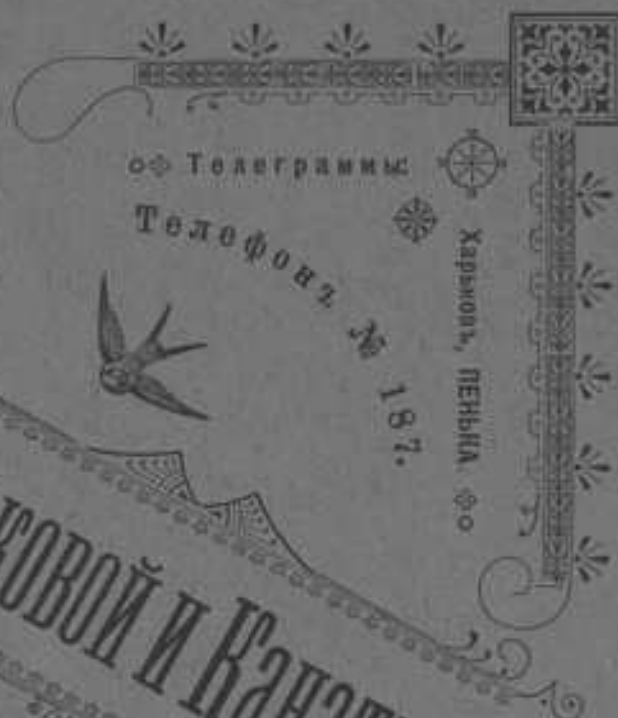 Телеграммы:
Харьковъ, ПЕНЬКА
Телефонъ № 187.
ковой и Канат